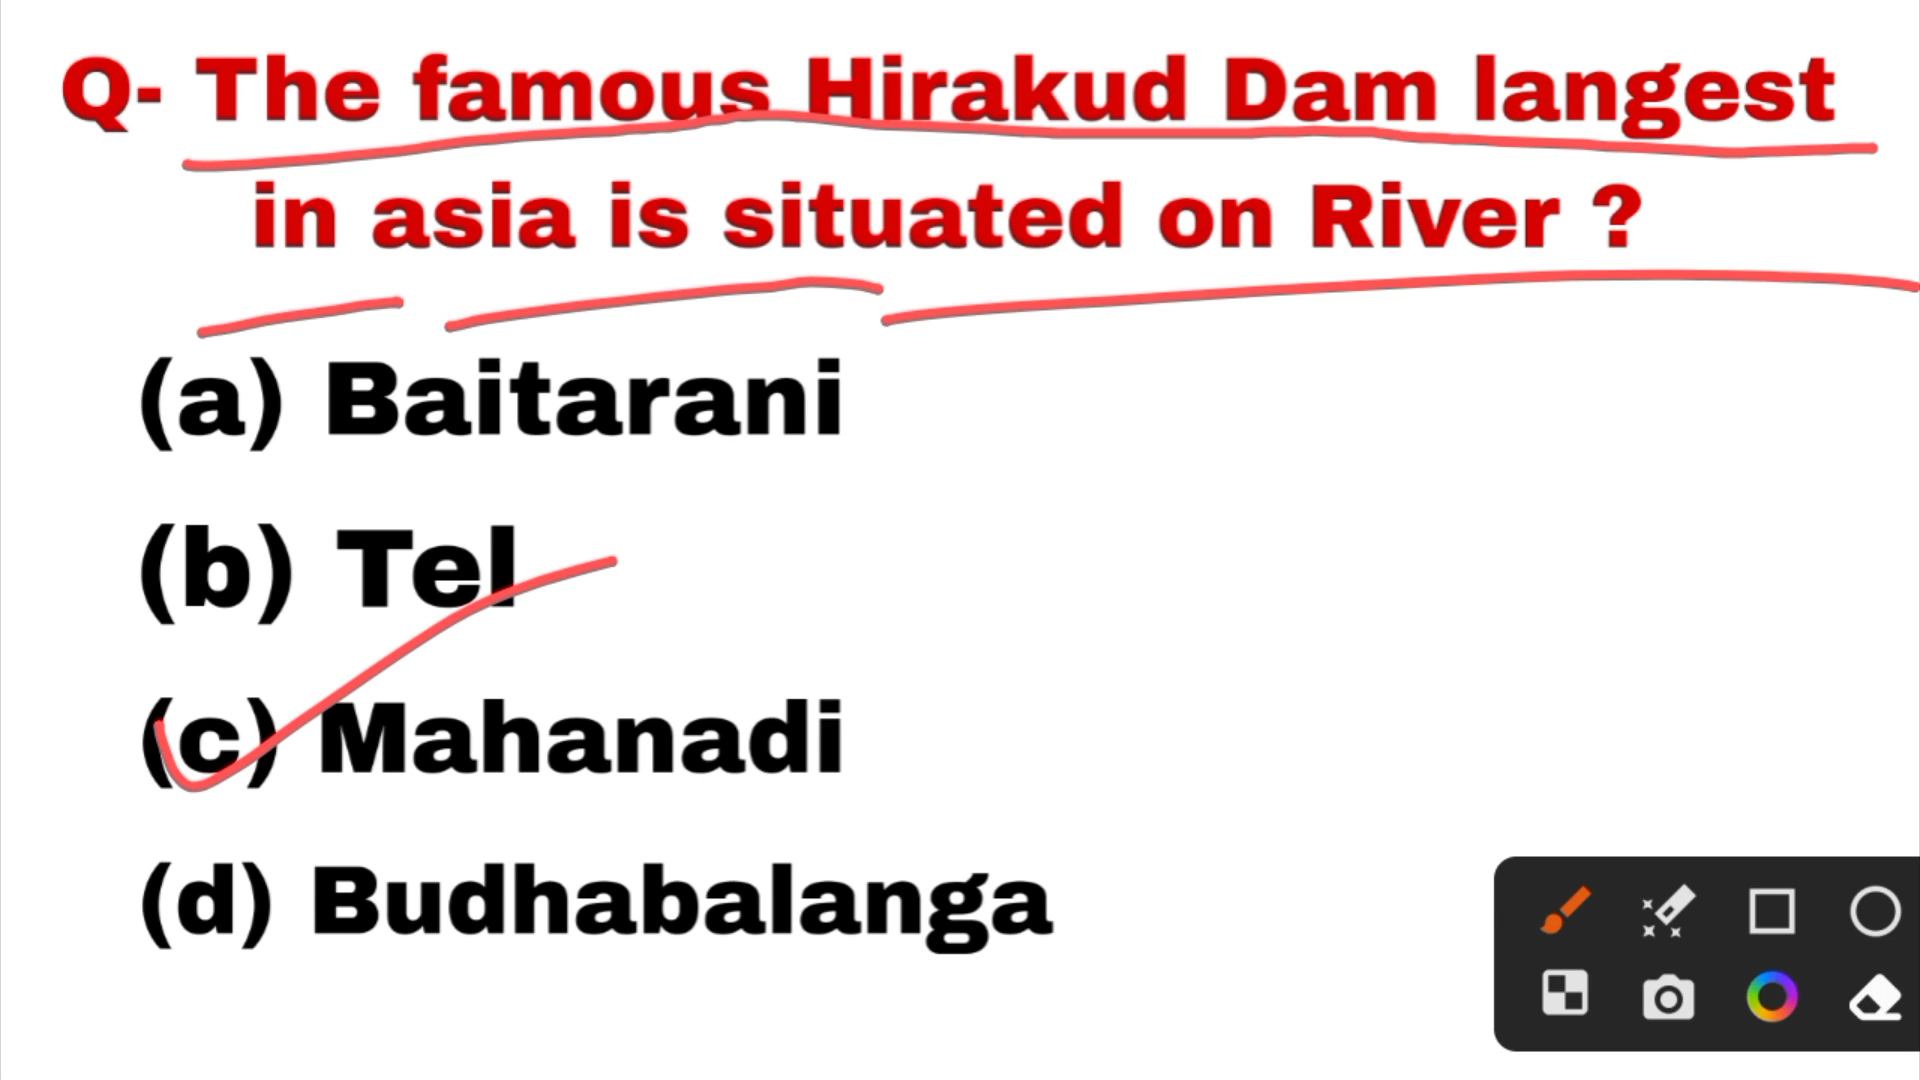 Q- The famous Hirakud Dam langest
in asia is situated on River ?
(a) Baitarani
(b) Tel
(c) Mahanadi
(d) Budhabalanga